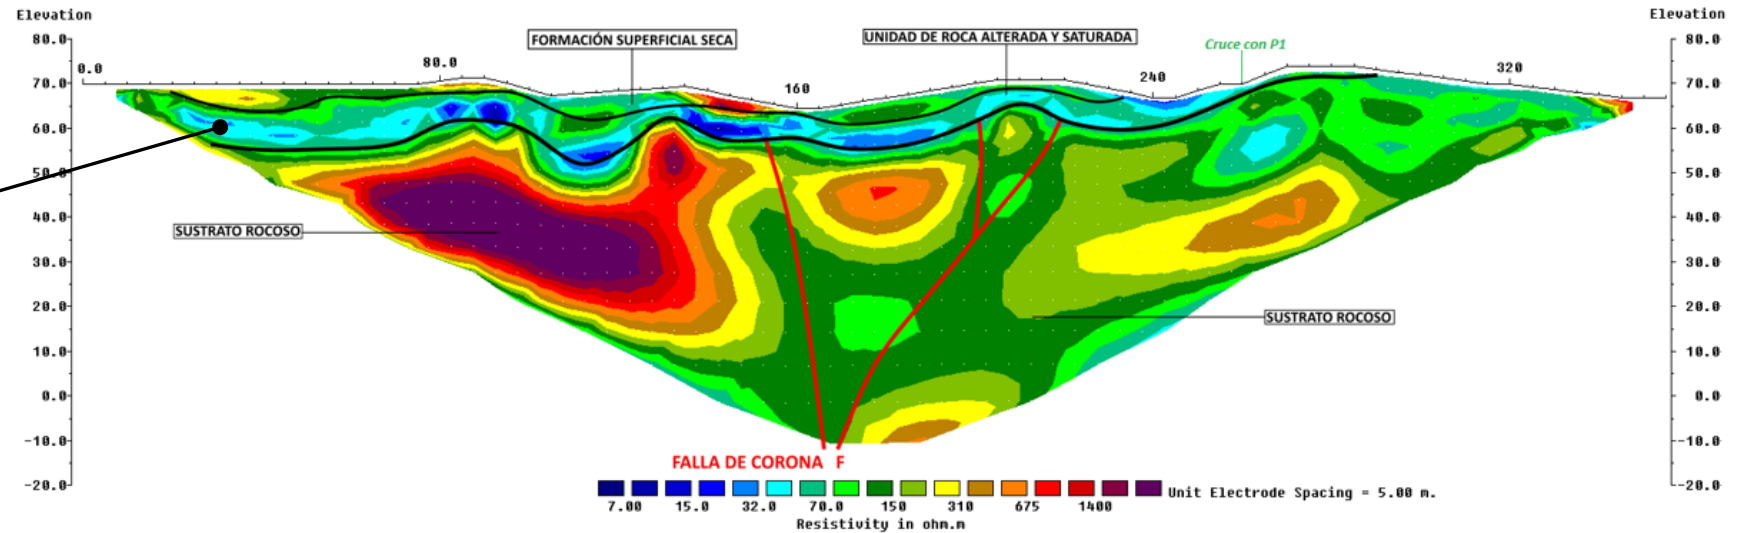 Elevation
Elevation
80.0
70.0
60.0
50.0
40.0
30.0
20.0
10.0
0.0
-10.0
-20.0
0.0
80.0
160
240
320
FORMACIÓN SUPERFICIAL SECA
UNIDAD DE ROCA ALTERADA Y SATURADA
Cruce con P1
80.0
70.0
60.0
50.0
40.0
30.0
20.0
10.0
0.0
-10.0
-20.0
SUSTRATO ROCOSO
SUSTRATO ROCOSO
FALLA DE CORONA F
7.00 15.0 32.0 70.0 150 310 675 1400
Unit Electrode Spacing = 5.00 m.
Resistivity in ohm.m